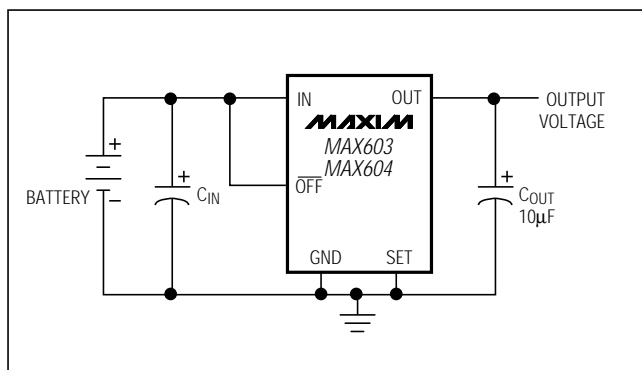 IN
OUT
OUTPUT
VOLTAGE
MAXIM
MAX603
MAX604
+
−
−
BATTERY
+
CIN
OFF
+
COUT
10µF
GND
SET